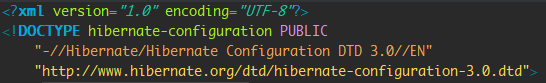 <?xml version="1.0" encoding="UTF-8"?>
<!DOCTYPE hibernate-configuration PUBLIC
"-//Hibernate/Hibernate Configuration DTD 3.0//EN"
"http://www.hibernate.org/dtd/hibernate-configuration-3.0.dtd">